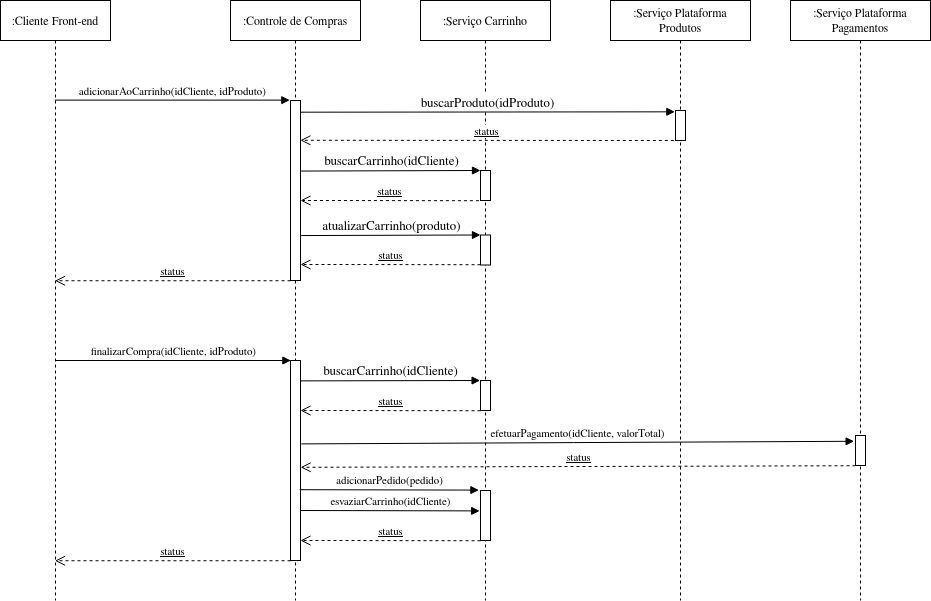 :Cliente Front-end
:Controle de Compras
:Serviço Carrinho
:Serviço Plataforma
Produtos
:Serviço Plataforma
Pagamentos
adicionarAoCarrinho(idCliente, idProduto)
buscarProduto(idProduto)
status
buscarCarrinho(idCliente)
status
atualizarCarrinho(produto)
status
status
finalizarCompra(idCliente, idProduto)
buscarCarrinho(idCliente)
status
efetuarPagamento(idCliente, valorTotal)
status
adicionarPedido(pedido)
esvaziarCarrinho(idCliente)
status
status